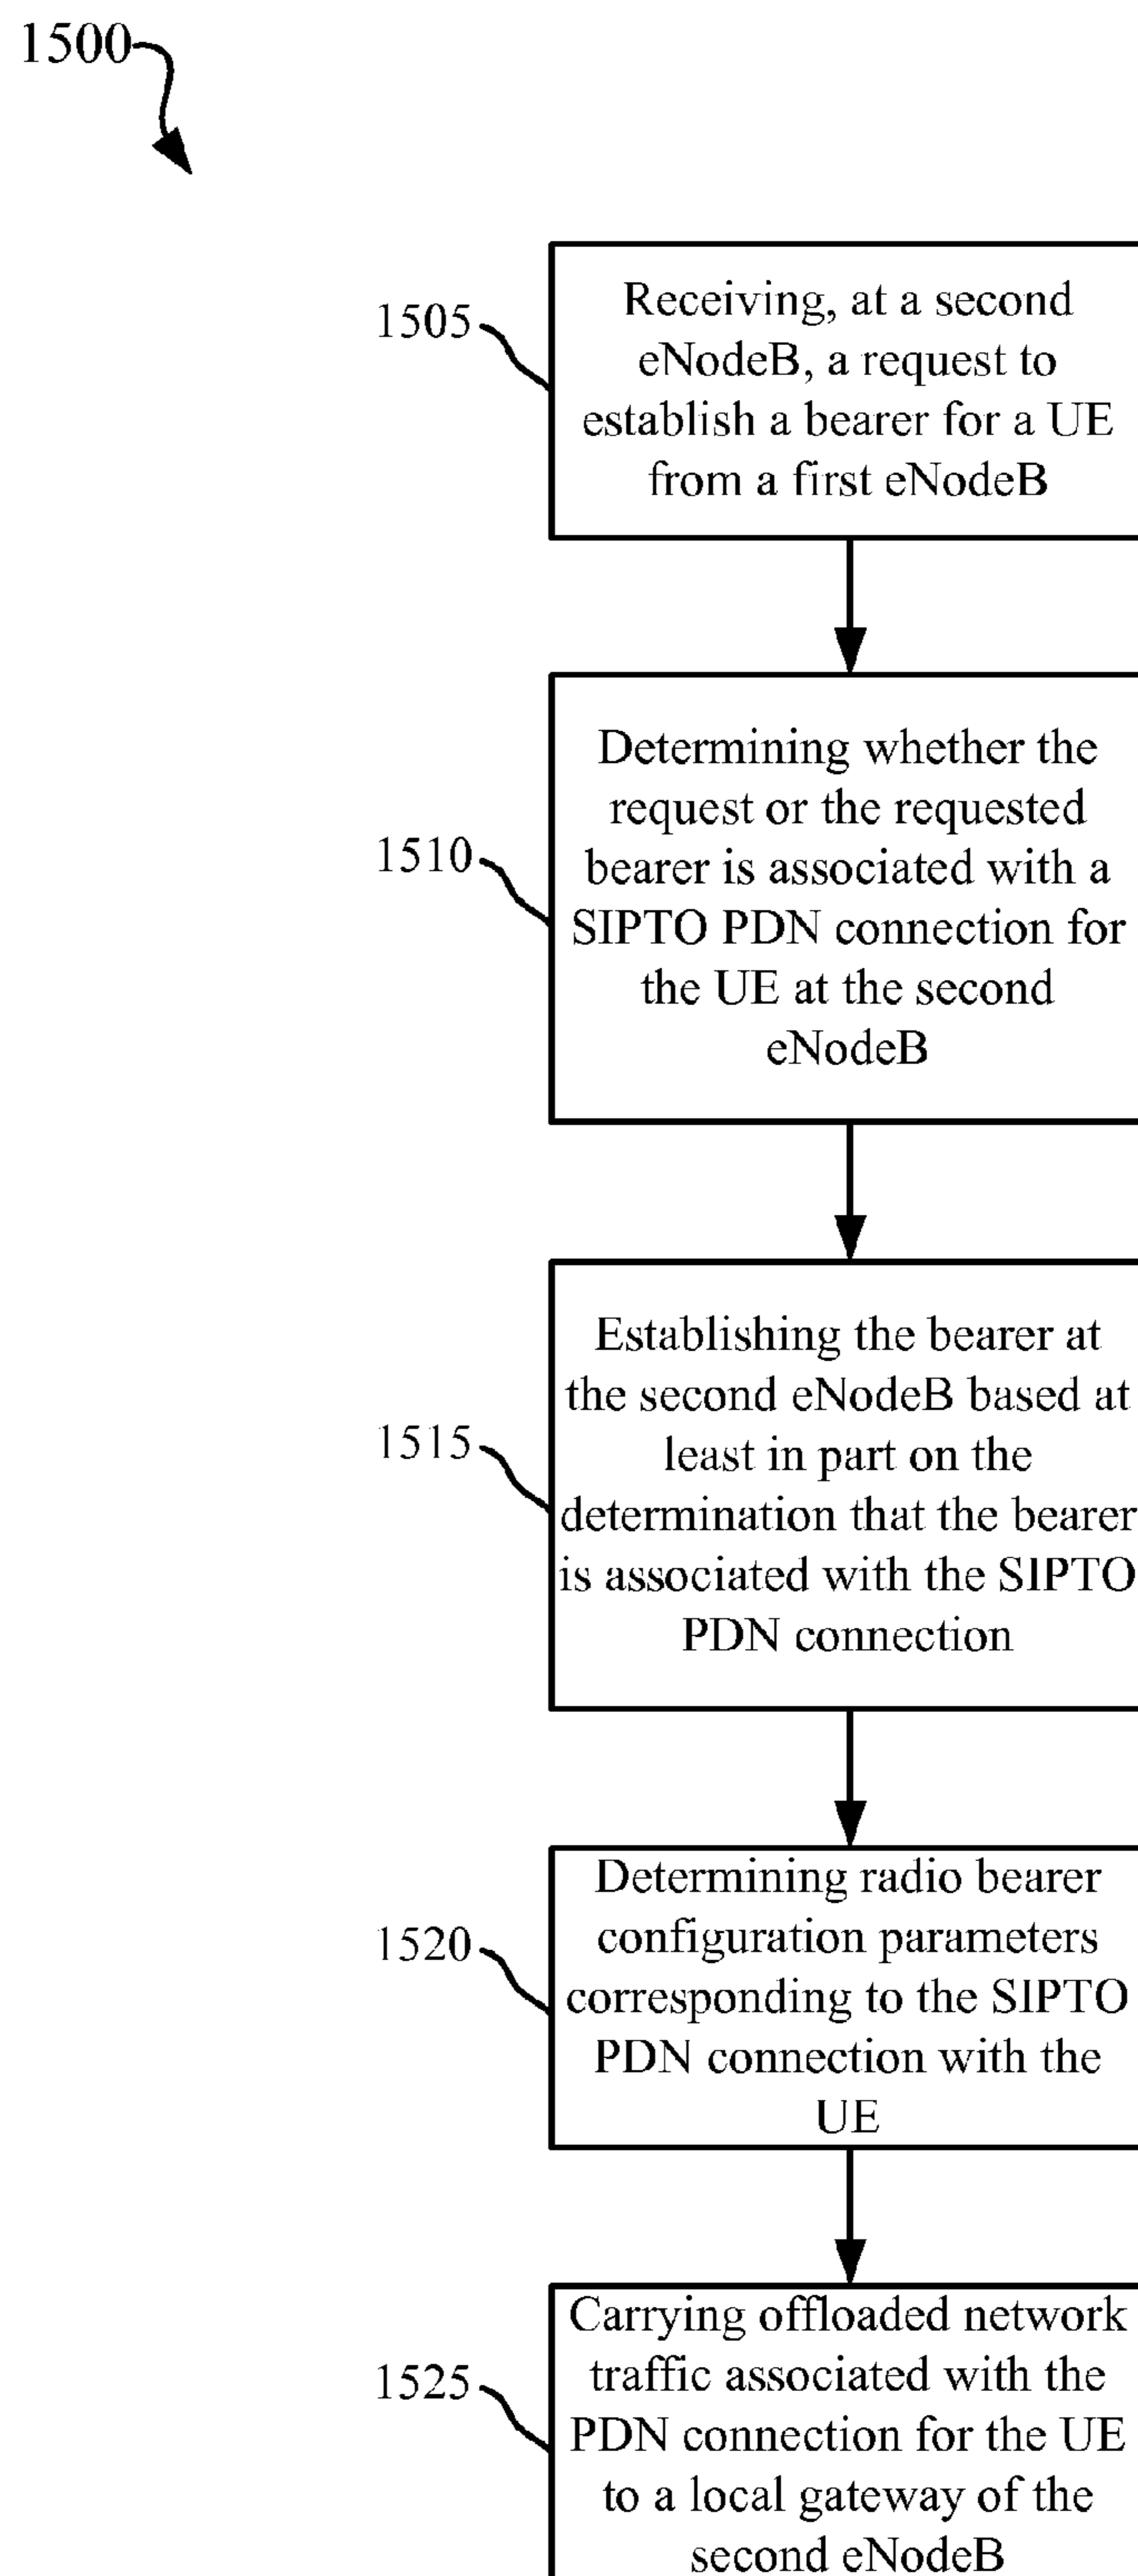 1500
1505
Receiving, at a second
eNodeB, a request to
establish a bearer for a UE
from a first eNodeB
1510
Determining whether the
request or the requested
bearer is associated with a
SIPTO PDN connection for
the UE at the second
eNodeB
1515
Establishing the bearer at
the second eNodeB based at
least in part on the
determination that the bearer
is associated with the SIPTO
PDN connection
1520
Determining radio bearer
configuration parameters
corresponding to the SIPTO
PDN connection with the
UE
1525
Carrying offloaded network
traffic associated with the
PDN connection for the UE
to a local gateway of the
second eNodeB